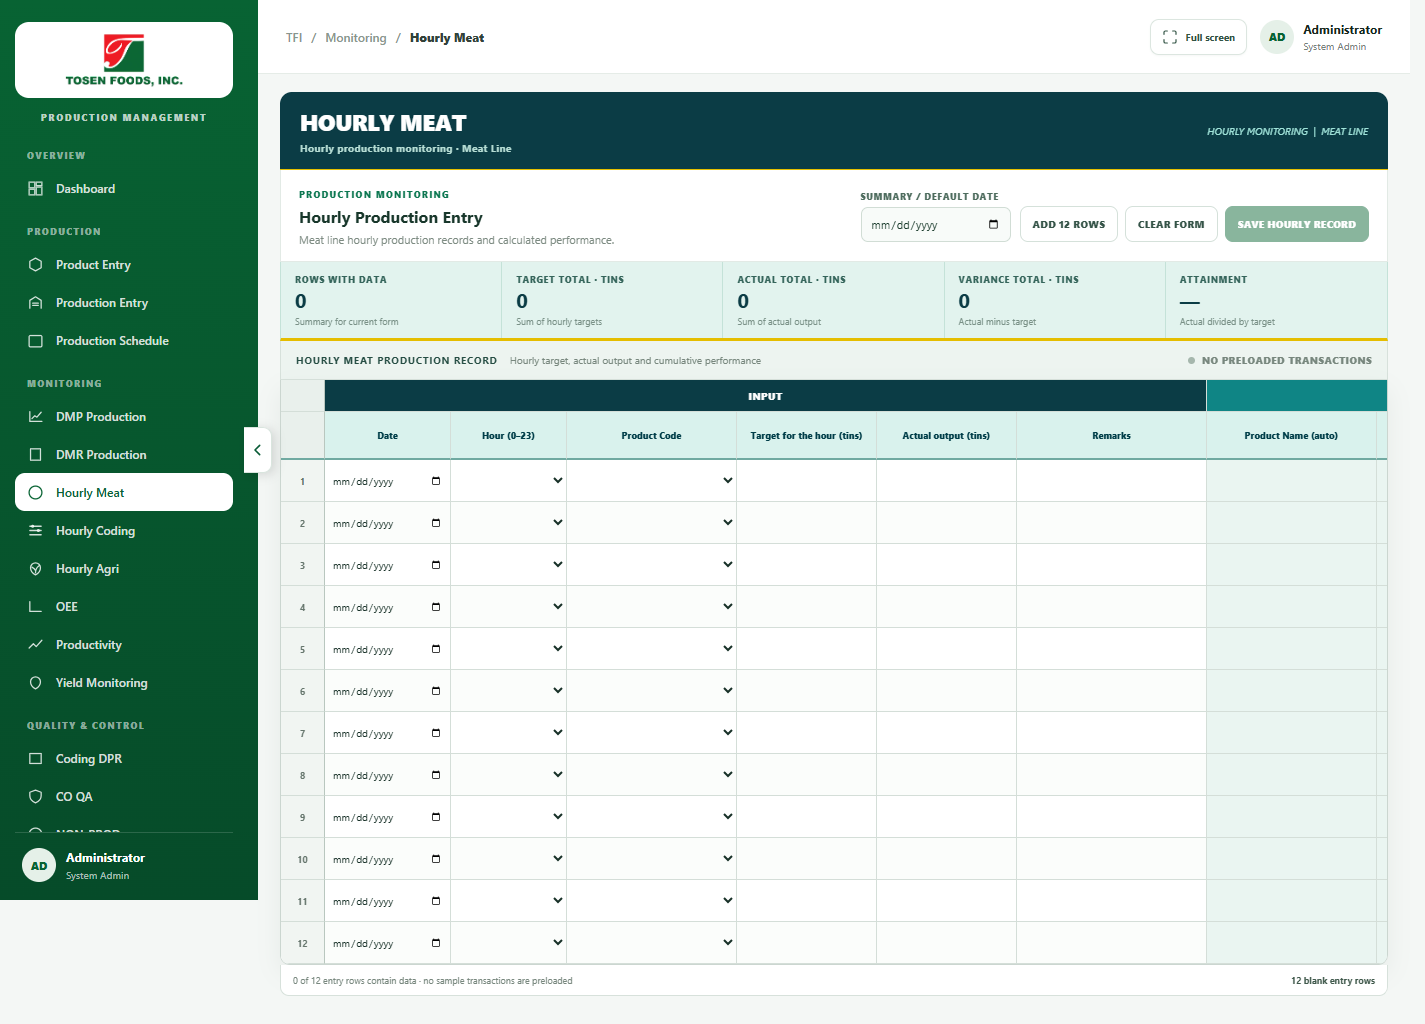 TOSEN FOODS, INC.
PRODUCTION MANAGEMENT
OVERVIEW
Dashboard
PRODUCTION
Product Entry
Production Entry
Production Schedule
MONITORING
DMP Production
DMR Production
Hourly Meat
Hourly Coding
Hourly Agri
OEE
Productivity
Yield Monitoring
QUALITY & CONTROL
Coding DPR
CO QA
NON-PROD
AD
Administrator
System Admin
TFI / Monitoring / Hourly Meat
Full screen
AD
Administrator
System Admin
HOURLY MEAT
Hourly production monitoring · Meat Line
HOURLY MONITORING | MEAT LINE
PRODUCTION MONITORING
Hourly Production Entry
Meat line hourly production records and calculated performance.
SUMMARY / DEFAULT DATE
mm/dd/yyyy
ADD 12 ROWS
CLEAR FORM
SAVE HOURLY RECORD
ROWS WITH DATA
0
Summary for current form
TARGET TOTAL · TINS
0
Sum of hourly targets
ACTUAL TOTAL · TINS
0
Sum of actual output
VARIANCE TOTAL · TINS
0
Actual minus target
ATTAINMENT
—
Actual divided by target
HOURLY MEAT PRODUCTION RECORD Hourly target, actual output and cumulative performance
NO PRELOADED TRANSACTIONS
INPUT
Date Hour (0–23) Product Code Target for the hour (tins) Actual output (tins) Remarks Product Name (auto)
1 mm/dd/yyyy
2 mm/dd/yyyy
3 mm/dd/yyyy
4 mm/dd/yyyy
5 mm/dd/yyyy
6 mm/dd/yyyy
7 mm/dd/yyyy
8 mm/dd/yyyy
9 mm/dd/yyyy
10 mm/dd/yyyy
11 mm/dd/yyyy
12 mm/dd/yyyy
0 of 12 entry rows contain data · no sample transactions are preloaded
12 blank entry rows